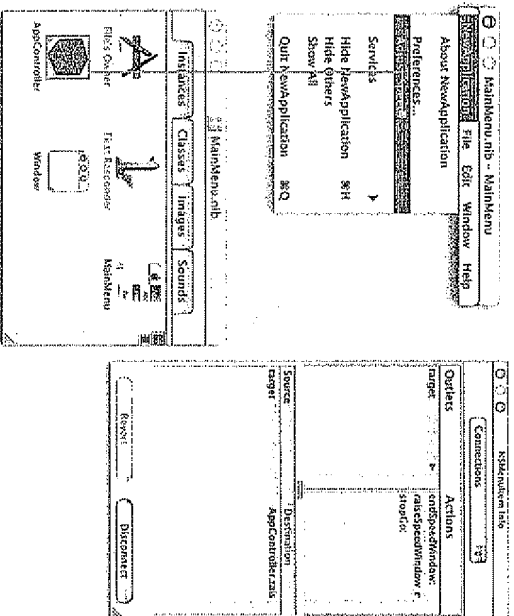 MainMenu.nib - MainMenu
NewApplication File Edit Window Help
About NewApplication
Preferences...
Services
Hide NewApplication ⌘H
Hide Others
Show All
Quit NewApplication ⌘Q
MainMenu.nib
Instances Classes Images Sounds
File's Owner First Responder MainMenu
AppController Window
NSMenuItem Info
Connections
Outlets Actions
target endSpeedWindow:
raiseSpeedWindow:e
stopGo:
Source Destination
target AppController.rais
Revert Disconnect